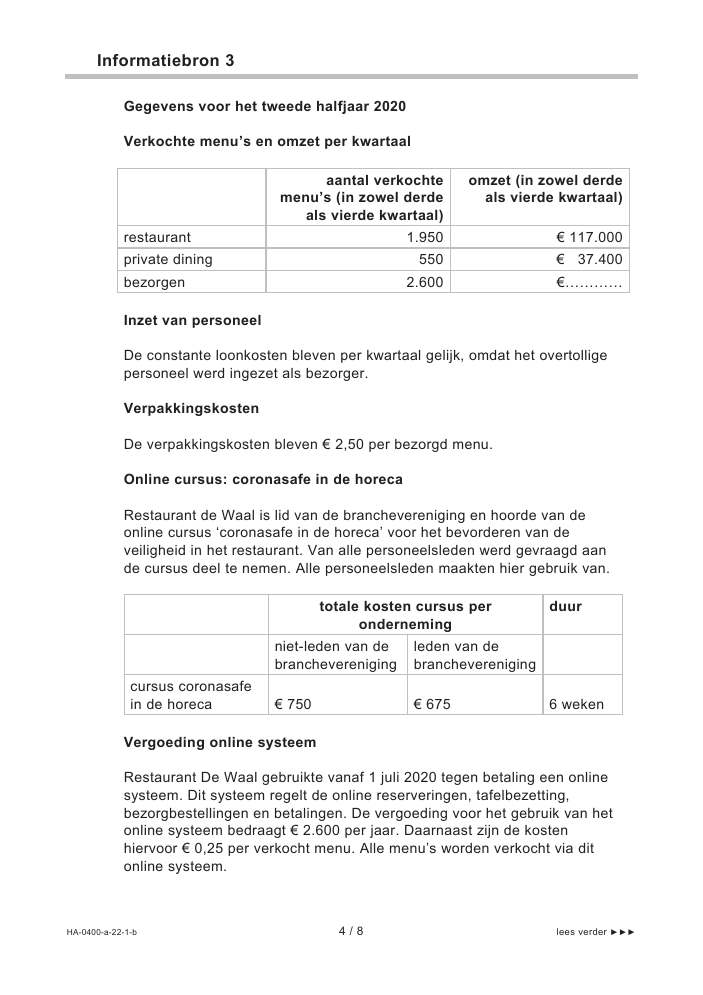 Informatiebron 3
Gegevens voor het tweede halfjaar 2020
Verkochte menu's en omzet per kwartaal
aantal verkochte menu's (in zowel derde als vierde kwartaal) omzet (in zowel derde als vierde kwartaal)
restaurant 1.950 € 117.000
private dining 550 € 37.400
bezorgen 2.600 €…………
Inzet van personeel
De constante loonkosten bleven per kwartaal gelijk, omdat het overtollige
personeel werd ingezet als bezorger.
Verpakkingskosten
De verpakkingskosten bleven € 2,50 per bezorgd menu.
Online cursus: coronasafe in de horeca
Restaurant de Waal is lid van de branchevereniging en hoorde van de
online cursus ‘coronasafe in de horeca’ voor het bevorderen van de
veiligheid in het restaurant. Van alle personeelsleden werd gevraagd aan
de cursus deel te nemen. Alle personeelsleden maakten hier gebruik van.
totale kosten cursus per onderneming duur
niet-leden van de branchevereniging leden van de branchevereniging
cursus coronasafe in de horeca € 750 € 675 6 weken
Vergoeding online systeem
Restaurant De Waal gebruikte vanaf 1 juli 2020 tegen betaling een online
systeem. Dit systeem regelt de online reserveringen, tafelbezetting,
bezorgbestellingen en betalingen. De vergoeding voor het gebruik van het
online systeem bedraagt € 2.600 per jaar. Daarnaast zijn de kosten
hiervoor € 0,25 per verkocht menu. Alle menu's worden verkocht via dit
online systeem.
HA-0400-a-22-1-b 4 / 8 lees verder ►►►